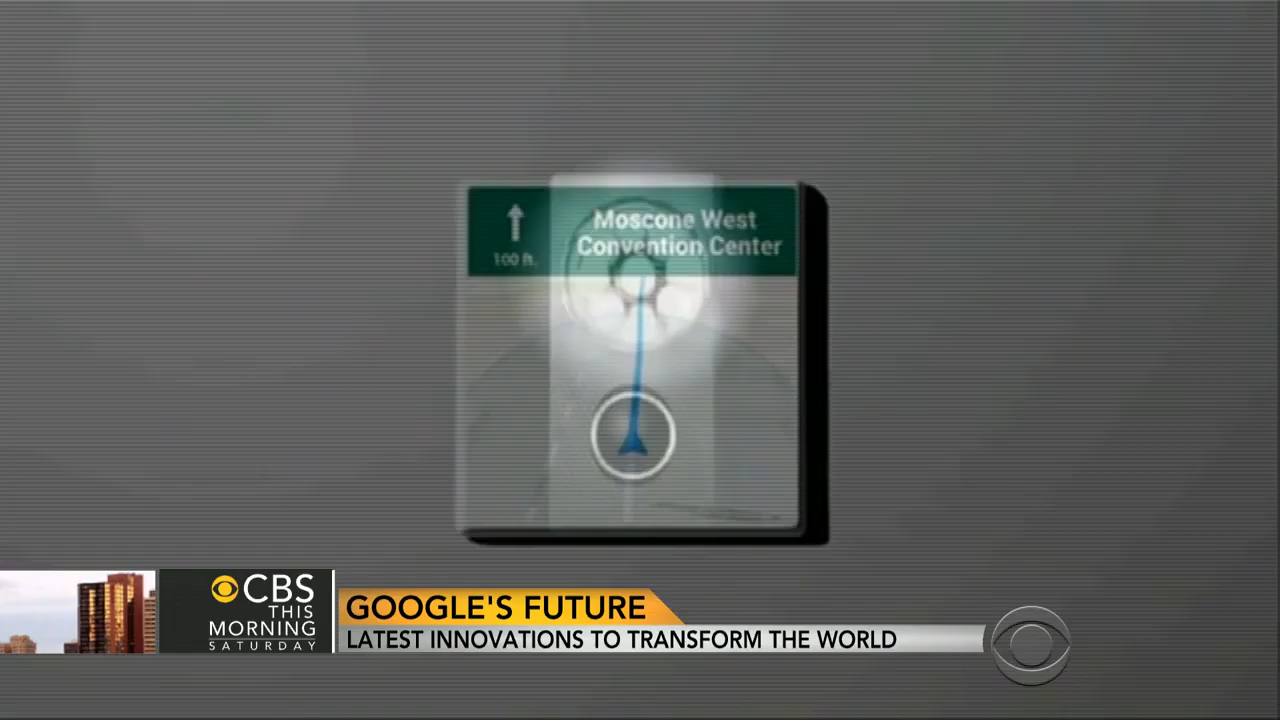 Moscone West
Convention Center
100 ft.
CBS
THIS
MORNING
SATURDAY
GOOGLE'S FUTURE
LATEST INNOVATIONS TO TRANSFORM THE WORLD